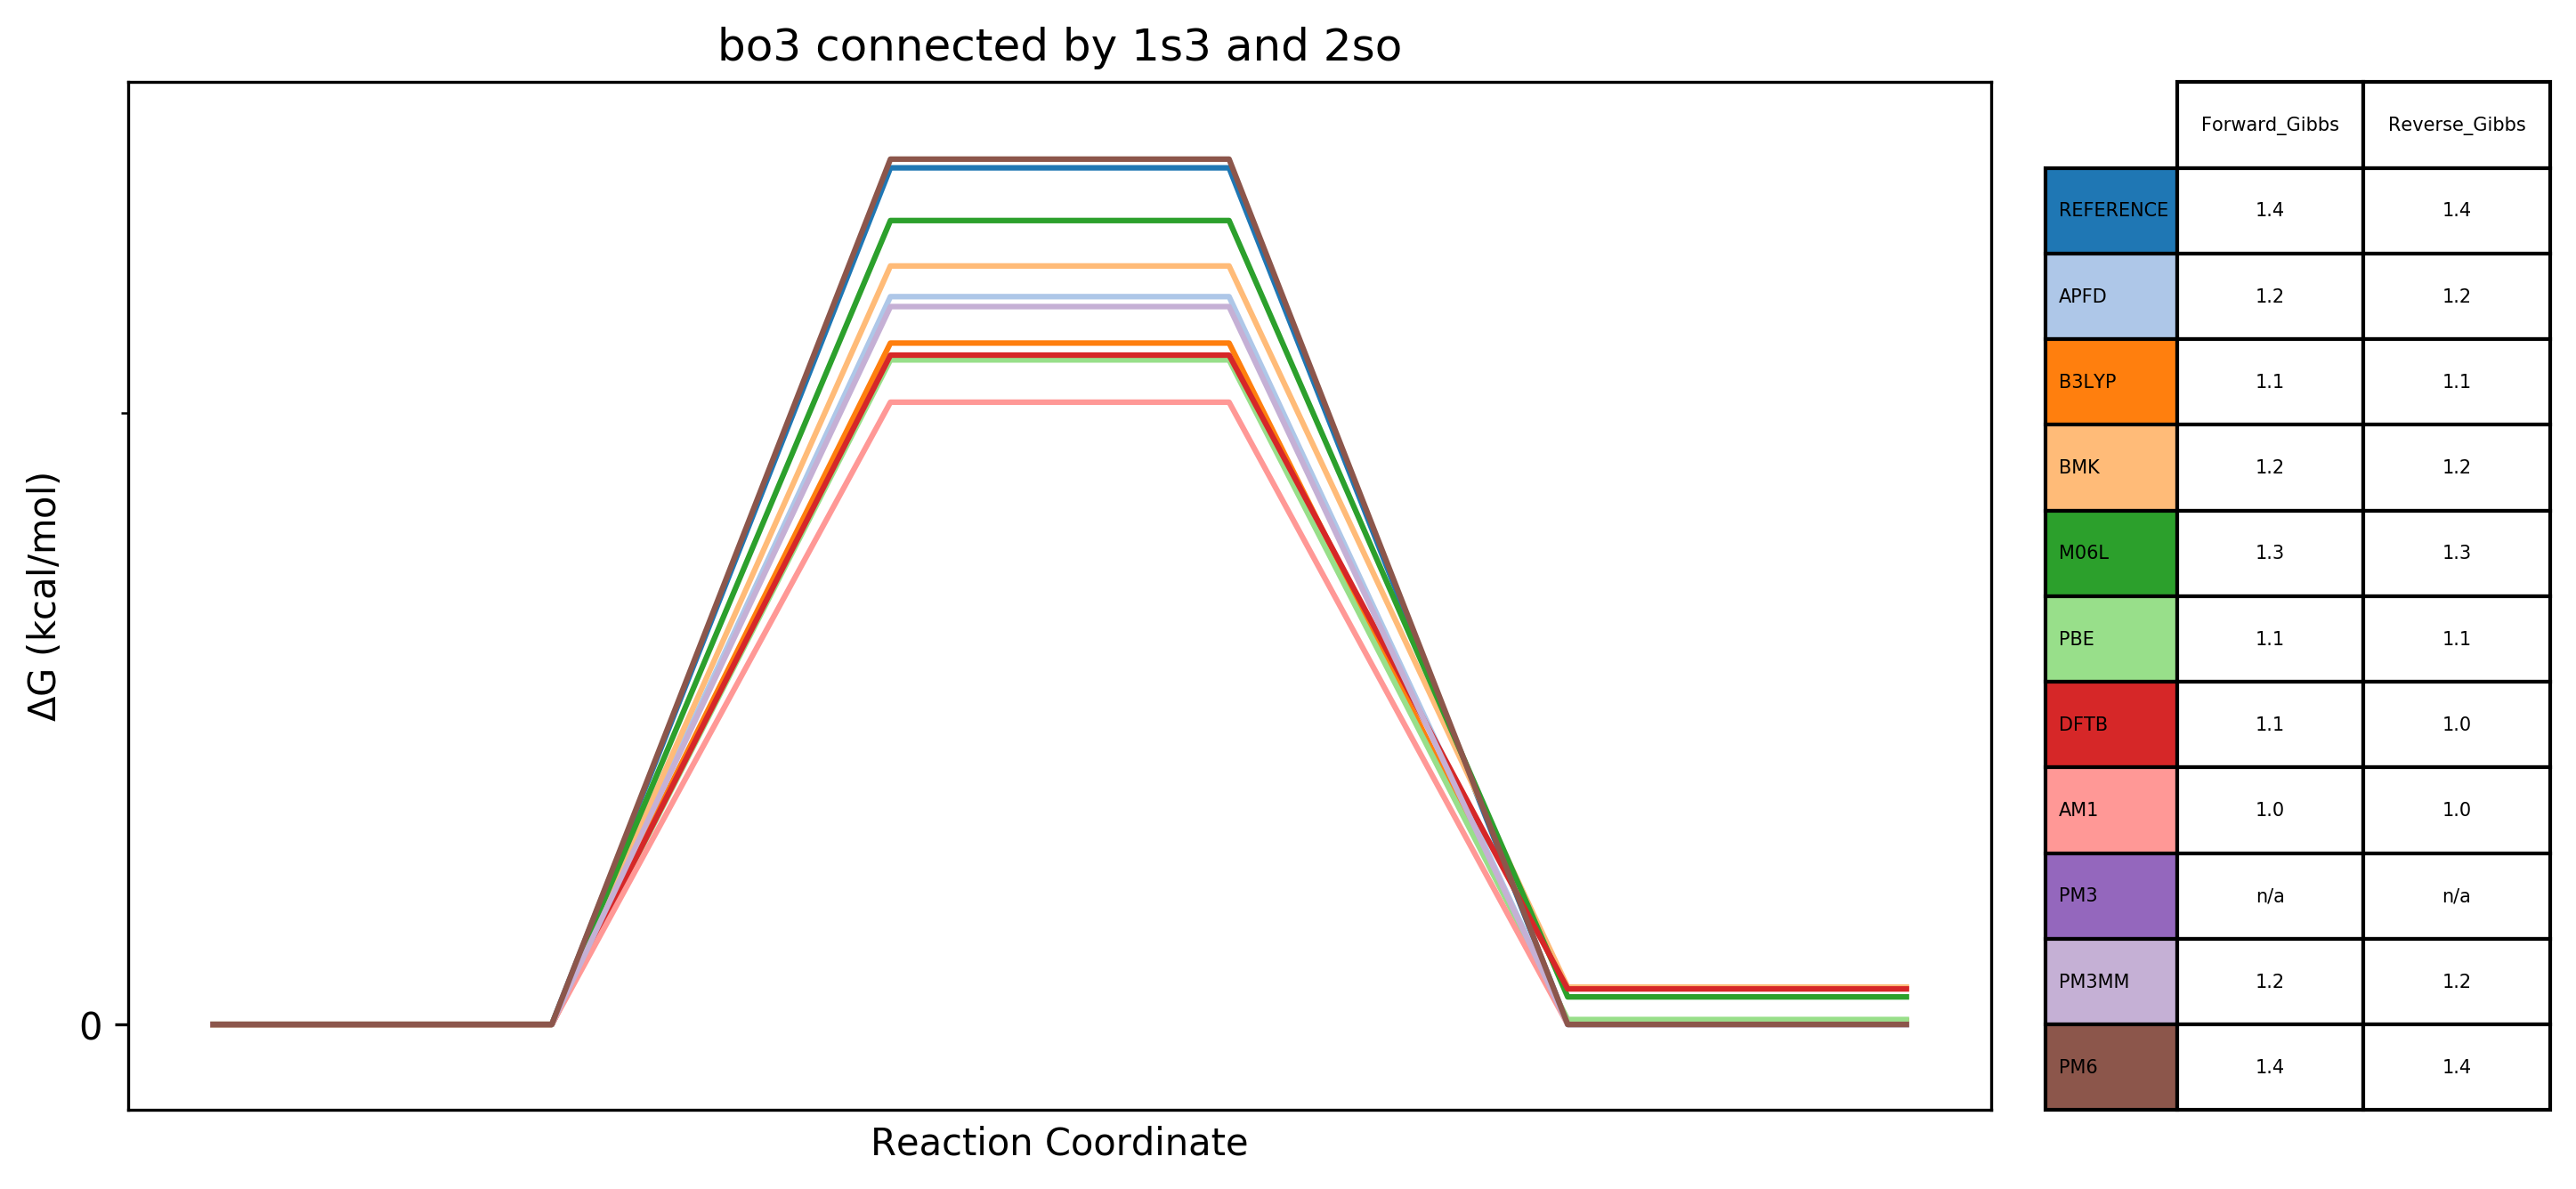 bo3 connected by 1s3 and 2so
ΔG (kcal/mol)
0
Reaction Coordinate
Forward_Gibbs Reverse_Gibbs
REFERENCE 1.4 1.4
APFD 1.2 1.2
B3LYP 1.1 1.1
BMK 1.2 1.2
M06L 1.3 1.3
PBE 1.1 1.1
DFTB 1.1 1.0
AM1 1.0 1.0
PM3 n/a n/a
PM3MM 1.2 1.2
PM6 1.4 1.4